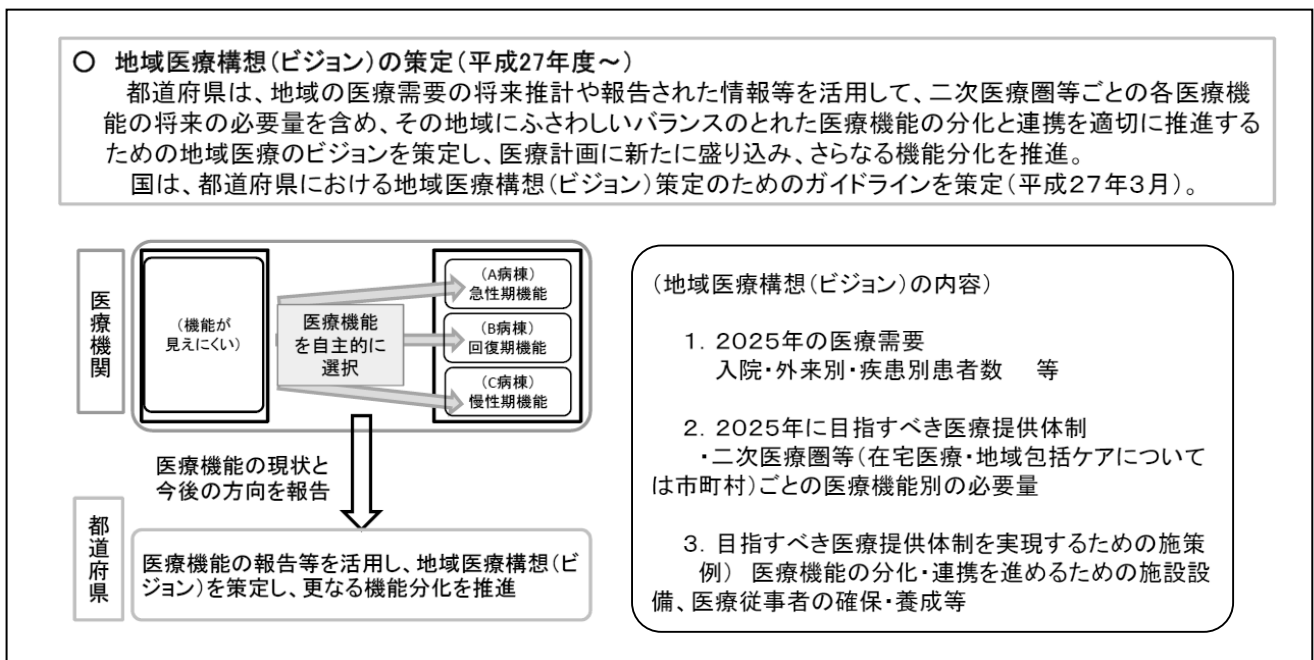 ○ 地域医療構想(ビジョン)の策定(平成27年度～)
都道府県は、地域の医療需要の将来推計や報告された情報等を活用して、二次医療圏等ごとの各医療機
能の将来の必要量を含め、その地域にふさわしいバランスのとれた医療機能の分化と連携を適切に推進する
ための地域医療のビジョンを策定し、医療計画に新たに盛り込み、さらなる機能分化を推進。
国は、都道府県における地域医療構想(ビジョン)策定のためのガイドラインを策定(平成27年3月)。
医療機関
(機能が
見えにくい)
医療機能
を自主的に
選択
(A病棟)
急性期機能
(B病棟)
回復期機能
(C病棟)
慢性期機能
医療機能の現状と
今後の方向を報告
都道府県
医療機能の報告等を活用し、地域医療構想(ビ
ジョン)を策定し、更なる機能分化を推進
(地域医療構想(ビジョン)の内容)
1. 2025年の医療需要
入院・外来別・疾患別患者数 等
2. 2025年に目指すべき医療提供体制
・二次医療圏等(在宅医療・地域包括ケアについて
は市町村)ごとの医療機能別の必要量
3. 目指すべき医療提供体制を実現するための施策
例) 医療機能の分化・連携を進めるための施設設
備、医療従事者の確保・養成等